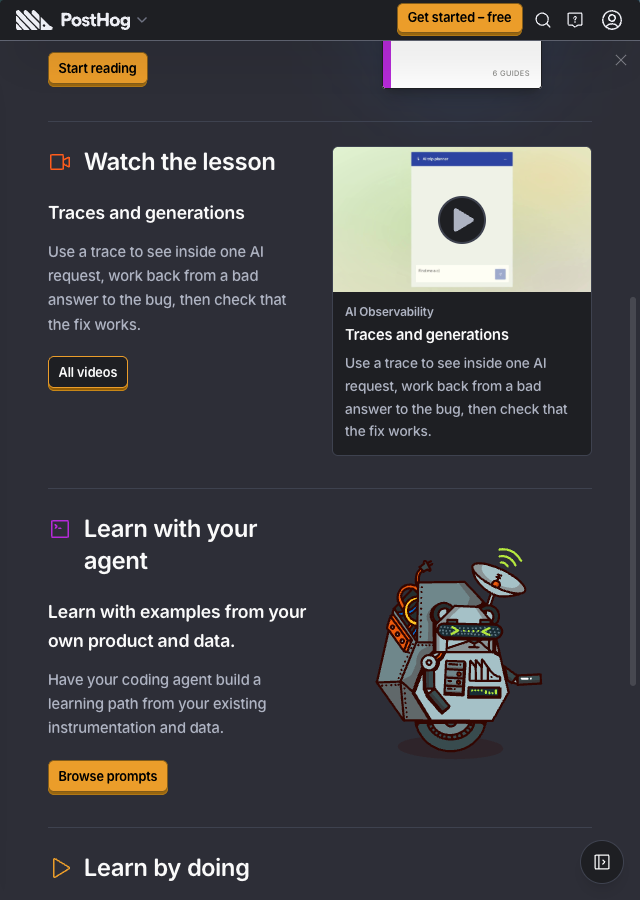 PostHog
Get started – free
Start reading
6 GUIDES
Watch the lesson
Traces and generations
Use a trace to see inside one AI
request, work back from a bad
answer to the bug, then check that
the fix works.
All videos
AI Observability
Traces and generations
Use a trace to see inside one AI
request, work back from a bad
answer to the bug, then check that
the fix works.
Learn with your
agent
Learn with examples from your
own product and data.
Have your coding agent build a
learning path from your existing
instrumentation and data.
Browse prompts
Learn by doing